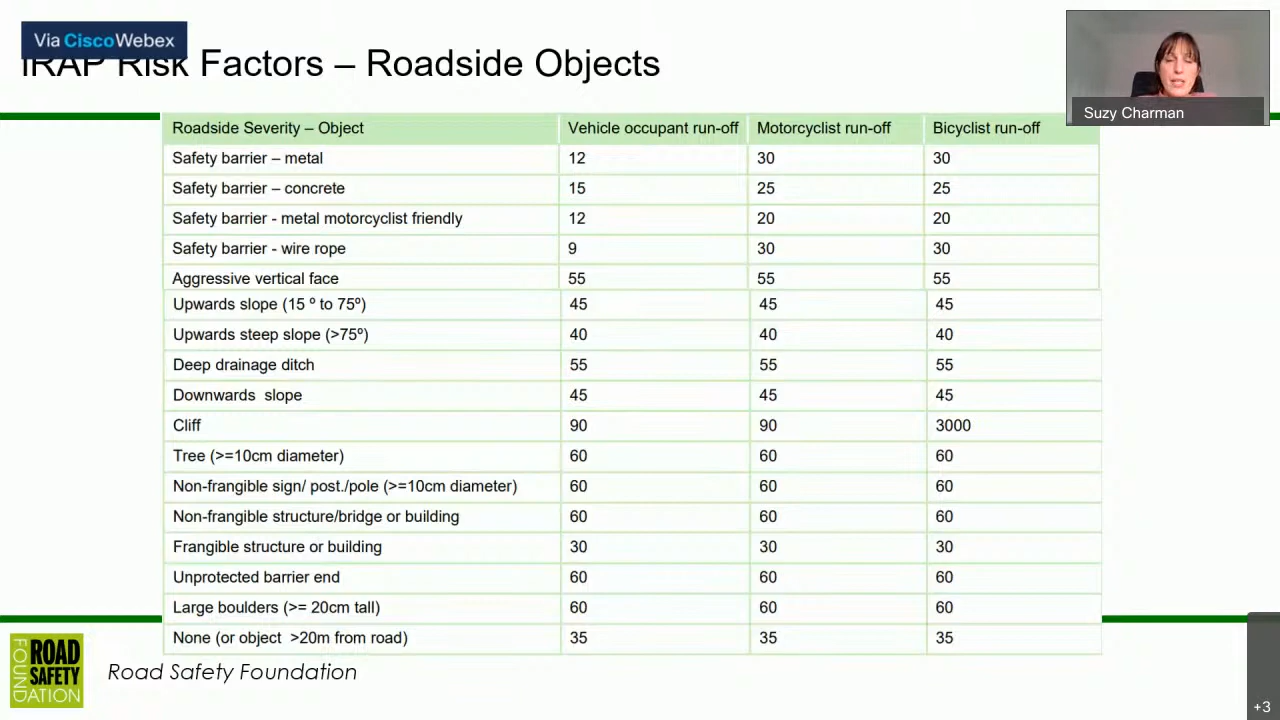 Via Cisco Webex
iRAP Risk Factors – Roadside Objects
Suzy Charman
Roadside Severity – Object Vehicle occupant run-off Motorcyclist run-off Bicyclist run-off
Safety barrier – metal 12 30 30
Safety barrier – concrete 15 25 25
Safety barrier - metal motorcyclist friendly 12 20 20
Safety barrier - wire rope 9 30 30
Aggressive vertical face 55 55 55
Upwards slope (15 º to 75º) 45 45 45
Upwards steep slope (>75º) 40 40 40
Deep drainage ditch 55 55 55
Downwards  slope 45 45 45
Cliff 90 90 3000
Tree (>=10cm diameter) 60 60 60
Non-frangible sign/ post./pole (>=10cm diameter) 60 60 60
Non-frangible structure/bridge or building 60 60 60
Frangible structure or building 30 30 30
Unprotected barrier end 60 60 60
Large boulders (>= 20cm tall) 60 60 60
None (or object  >20m from road) 35 35 35
ROAD
SAFETY
FOUNDATION
Road Safety Foundation
+3